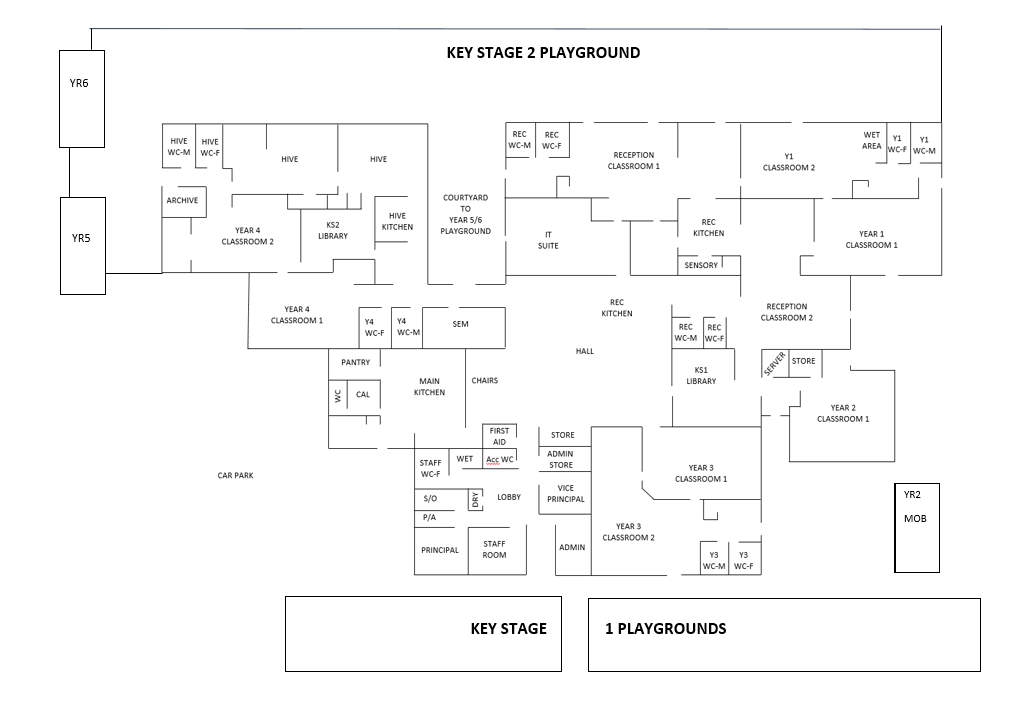 KEY STAGE 2 PLAYGROUND
YR6
HIVE
WC-M
HIVE
WC-F
HIVE
HIVE
REC
WC-M
REC
WC-F
RECEPTION
CLASSROOM 1
Y1
CLASSROOM 2
WET
AREA
Y1
WC-F
Y1
WC-M
ARCHIVE
YR5
YEAR 4
CLASSROOM 2
KS2
LIBRARY
HIVE
KITCHEN
COURTYARD
TO
YEAR 5/6
PLAYGROUND
IT
SUITE
REC
KITCHEN
SENSORY
YEAR 1
CLASSROOM 1
YEAR 4
CLASSROOM 1
Y4
WC-F
Y4
WC-M
SEM
REC
KITCHEN
HALL
REC
WC-M
REC
WC-F
RECEPTION
CLASSROOM 2
PANTRY
WC
CAL
MAIN
KITCHEN
CHAIRS
KS1
LIBRARY
SERVER
STORE
YEAR 2
CLASSROOM 1
FIRST
AID
STORE
CAR PARK
STAFF
WC-F
WET
Acc WC
ADMIN
STORE
YEAR 3
CLASSROOM 1
S/O
DRY
LOBBY
VICE
PRINCIPAL
YR2
MOB
P/A
PRINCIPAL
STAFF
ROOM
ADMIN
YEAR 3
CLASSROOM 2
Y3
WC-M
Y3
WC-F
KEY STAGE
1 PLAYGROUNDS